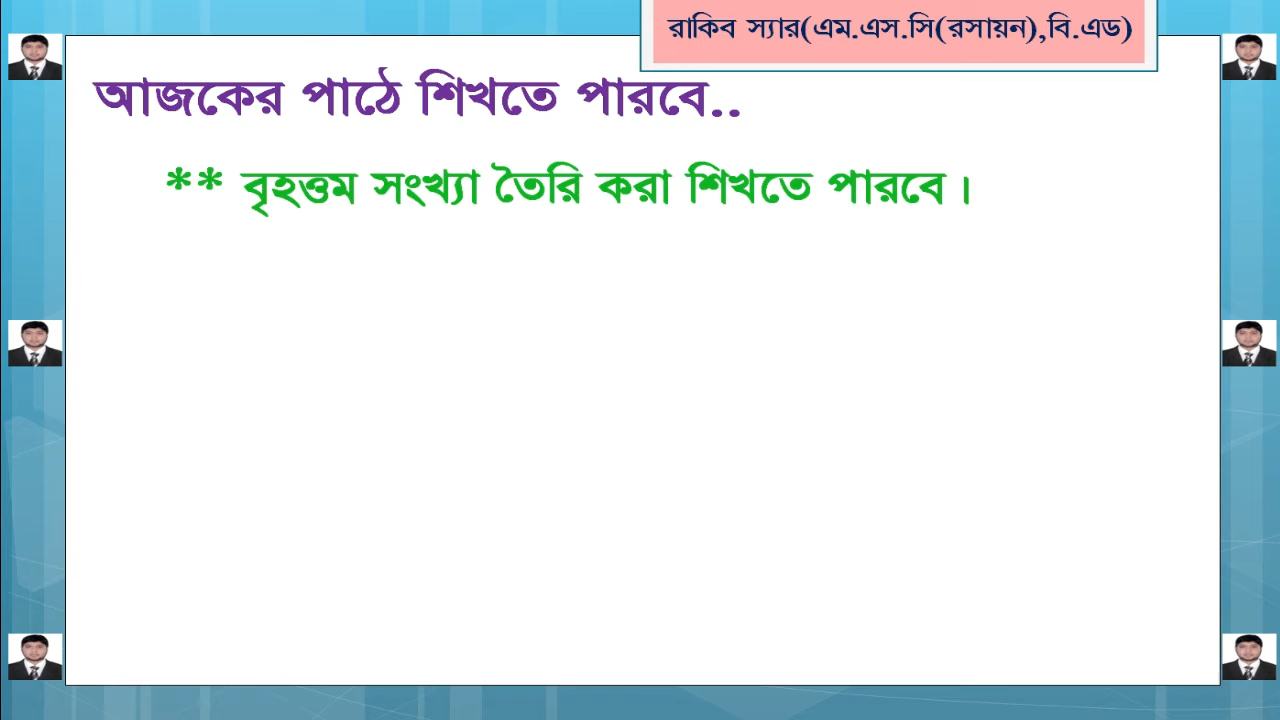 রাকিব স্যার(এম.এস.সি(রসায়ন),বি.এড)
আজকের পাঠে শিখতে পারবে..
** বৃহত্তম সংখ্যা তৈরি করা শিখতে পারবে।